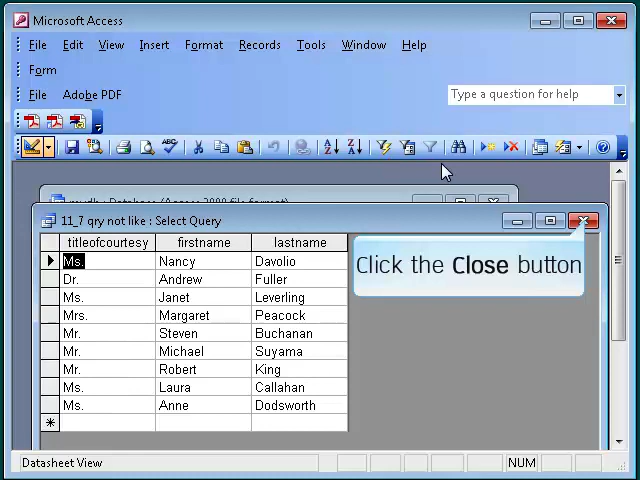 Microsoft Access
File Edit View Insert Format Records Tools Window Help
Form
File Adobe PDF
Type a question for help
11_7 qry not like : Select Query
titleofcourtesy firstname lastname
Ms. Nancy Davolio
Dr. Andrew Fuller
Ms. Janet Leverling
Mrs. Margaret Peacock
Mr. Steven Buchanan
Mr. Michael Suyama
Mr. Robert King
Ms. Laura Callahan
Ms. Anne Dodsworth
Click the Close button
Datasheet View
NUM